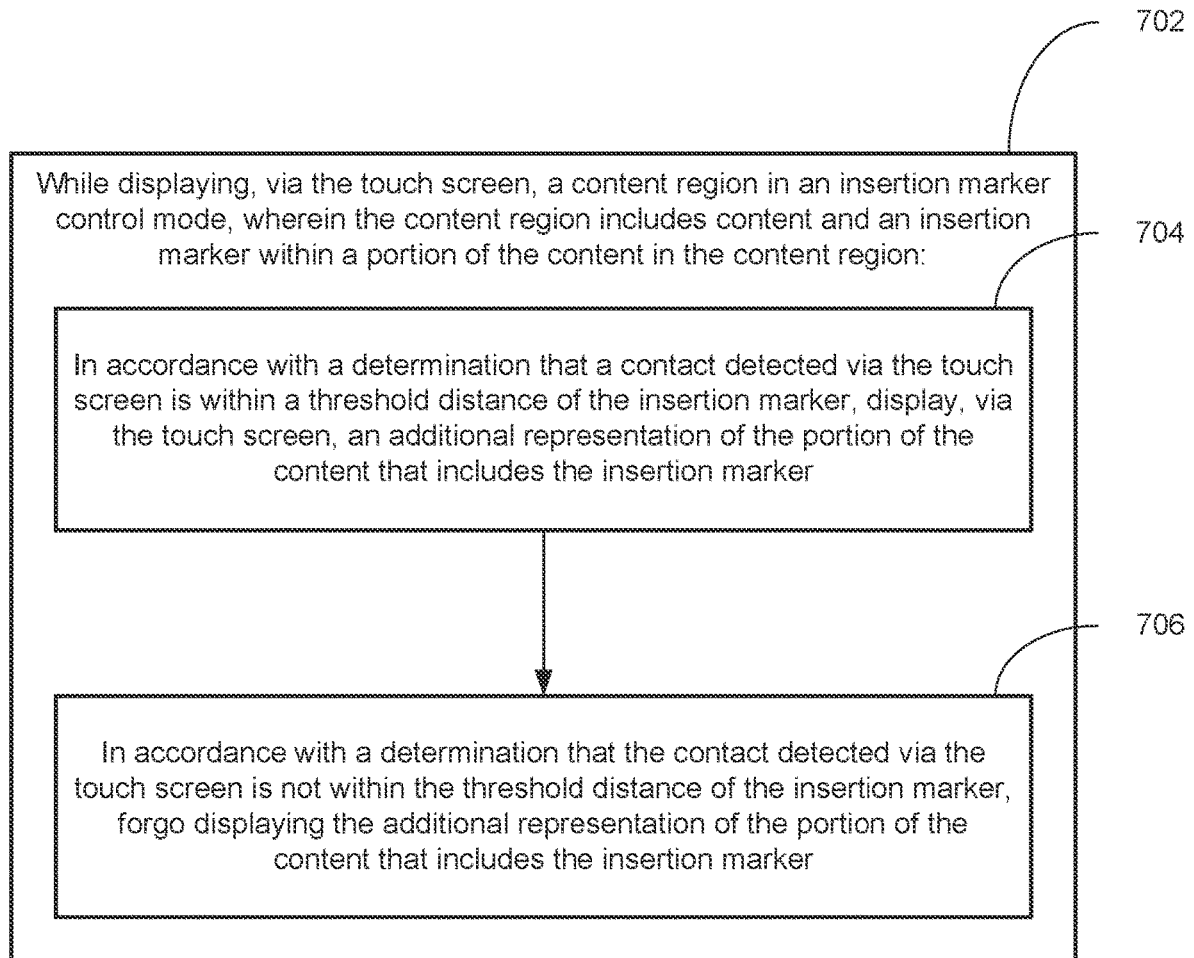 702
While displaying, via the touch screen, a content region in an insertion marker
control mode, wherein the content region includes content and an insertion
marker within a portion of the content in the content region:
704
In accordance with a determination that a contact detected via the touch
screen is within a threshold distance of the insertion marker, display, via
the touch screen, an additional representation of the portion of the
content that includes the insertion marker
706
In accordance with a determination that the contact detected via the
touch screen is not within the threshold distance of the insertion marker,
forgo displaying the additional representation of the portion of the
content that includes the insertion marker